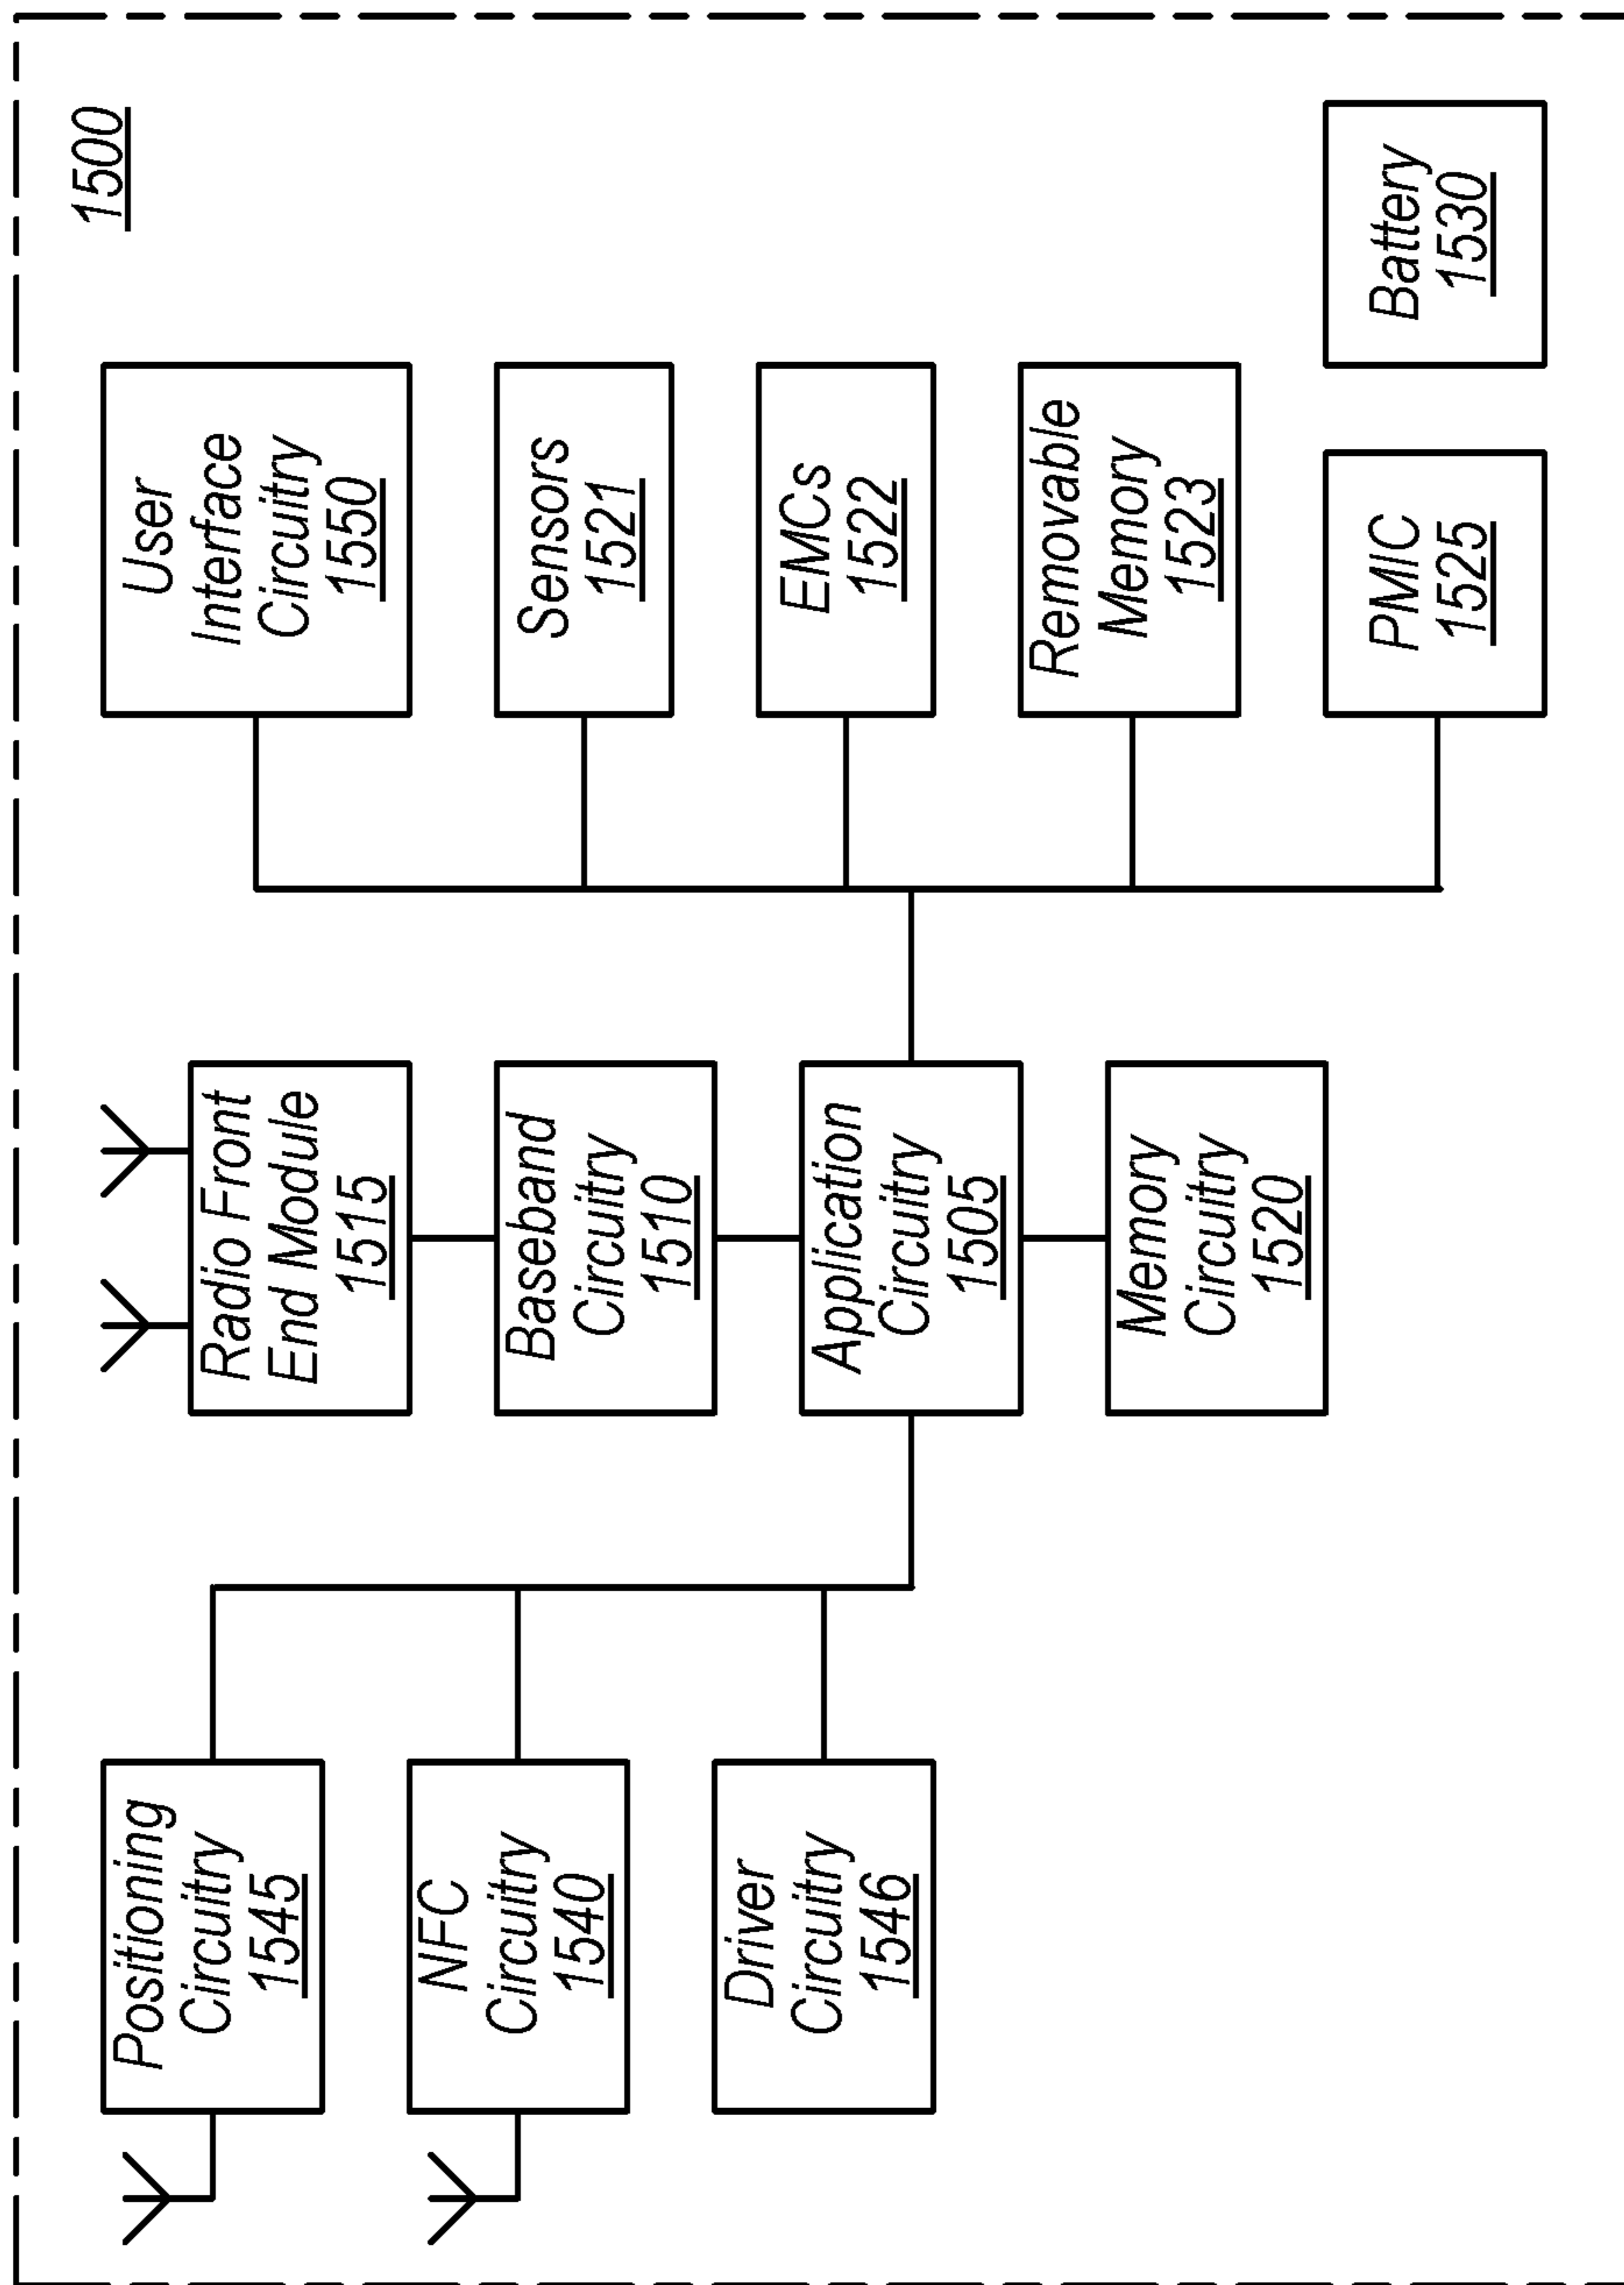 1500
Positioning
Circuitry
1545
NFC
Circuitry
1540
Driver
Circuitry
1546
Radio Front
End Module
1515
Baseband
Circuitry
1510
Application
Circuitry
1505
Memory
Circuitry
1520
User
Interface
Circuitry
1550
Sensors
1521
EMCs
1522
Removable
Memory
1523
PMIC
1525
Battery
1530